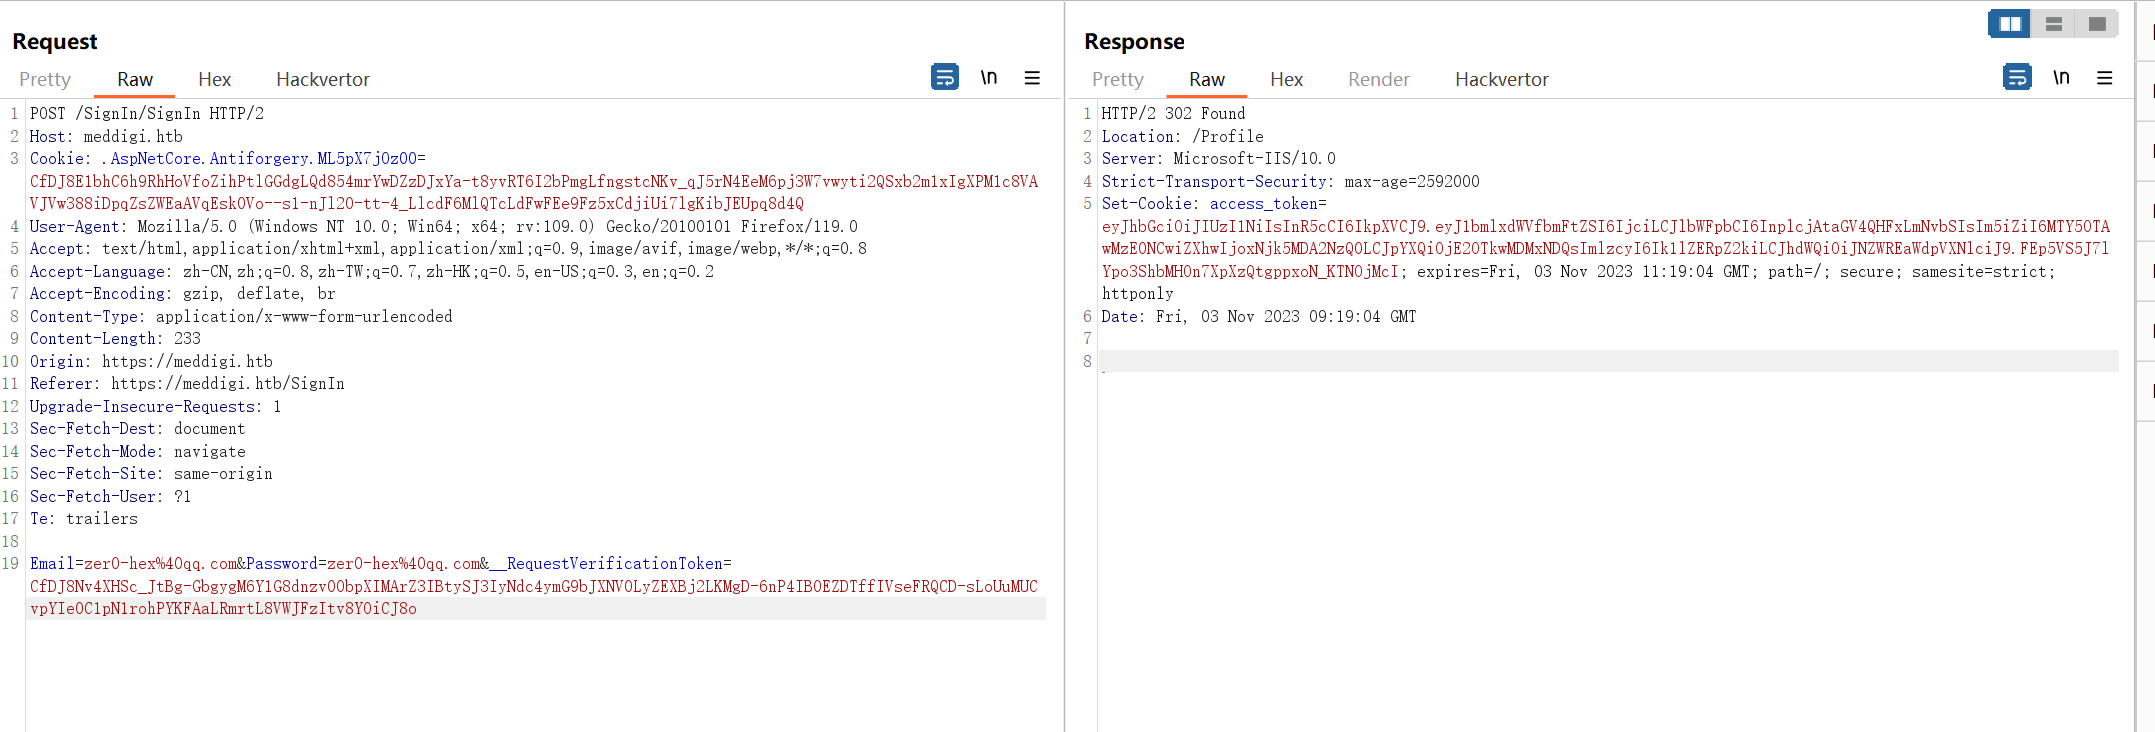 Request
Pretty Raw Hex Hackvertor \n
1 POST /SignIn/SignIn HTTP/2
2 Host: meddigi.htb
3 Cookie: .AspNetCore.Antiforgery.ML5pX7jOz00=
CfDJ8E1bhC6h9RhHoVfoZihPtlGGdgLQd854mrYwDZzDJxYa-t8yvRT6I2bPmgLfngstcNKv_qJ5rN4EeM6pj3W7vwyti2QSxb2m1xIgXPM1c8VA
VJVw388iDpqZsZWEaAVqEsk0Vo--s1-nJl20-tt-4_LlcdF6MlQTcLdFwFEe9Fz5xCdjiUi7lgKibJEUpq8d4Q
4 User-Agent: Mozilla/5.0 (Windows NT 10.0; Win64; x64; rv:109.0) Gecko/20100101 Firefox/119.0
5 Accept: text/html,application/xhtml+xml,application/xml;q=0.9,image/avif,image/webp,*/*;q=0.8
6 Accept-Language: zh-CN,zh;q=0.8,zh-TW;q=0.7,zh-HK;q=0.5,en-US;q=0.3,en;q=0.2
7 Accept-Encoding: gzip, deflate, br
8 Content-Type: application/x-www-form-urlencoded
9 Content-Length: 233
10 Origin: https://meddigi.htb
11 Referer: https://meddigi.htb/SignIn
12 Upgrade-Insecure-Requests: 1
13 Sec-Fetch-Dest: document
14 Sec-Fetch-Mode: navigate
15 Sec-Fetch-Site: same-origin
16 Sec-Fetch-User: ?1
17 Te: trailers
18
19 Email=zer0-hex%40qq.com&Password=zer0-hex%40qq.com&__RequestVerificationToken=
CfDJ8Nv4XHSc_JtBg-GbgygM6Y1G8dnzv00bpXIMArZ3IBtySJ3IyNdc4ymG9bJXNV0LyZEXBj2LKMgD-6nP4IB0EZDTffIVseFRQCD-sLoUuMUC
vpYIe0C1pN1rohPYKFAaLRmrtL8VWJFzItv8Y0iCJ8o
Response
Pretty Raw Hex Render Hackvertor \n
1 HTTP/2 302 Found
2 Location: /Profile
3 Server: Microsoft-IIS/10.0
4 Strict-Transport-Security: max-age=2592000
5 Set-Cookie: access_token=
eyJhbGciOiJIUzI1NiIsInR5cCI6IkpXVCJ9.eyJ1bmlxdWVfbmFtZSI6IjciLCJlbWFpbCI6InplcjAtaGV4QHFxLmNvbSIsIm5iZiI6MTY5OTA
wMzE0NCwiZXhwIjoxNjk5MDA2NzQ0LCJpYXQiOjE2OTkwMDMxNDQsImlzcyI6Ik1lZERpZ2kiLCJhdWQiOiJNZWREaWdpVXNlciJ9.FEp5VS5J7l
Ypo3ShbMH0n7XpXzQtgppxoN_KTN0jMcI; expires=Fri, 03 Nov 2023 11:19:04 GMT; path=/; secure; samesite=strict;
httponly
6 Date: Fri, 03 Nov 2023 09:19:04 GMT
7
8